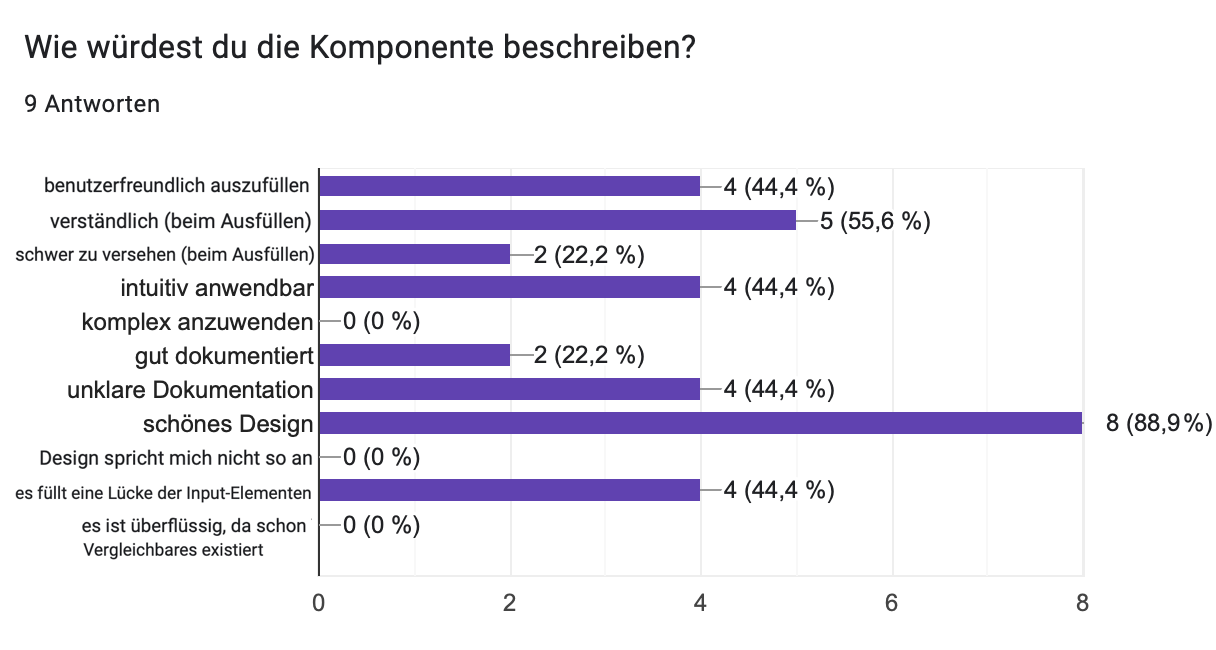 Wie würdest du die Komponente beschreiben?
9 Antworten
benutzerfreundlich auszufüllen 4 (44,4 %)
verständlich (beim Ausfüllen) 5 (55,6 %)
schwer zu versehen (beim Ausfüllen) 2 (22,2 %)
intuitiv anwendbar 4 (44,4 %)
komplex anzuwenden 0 (0 %)
gut dokumentiert 2 (22,2 %)
unklare Dokumentation 4 (44,4 %)
schönes Design 8 (88,9 %)
Design spricht mich nicht so an 0 (0 %)
es füllt eine Lücke der Input-Elementen 4 (44,4 %)
es ist überflüssig, da schon 0 (0 %)
Vergleichbares existiert
0 2 4 6 8